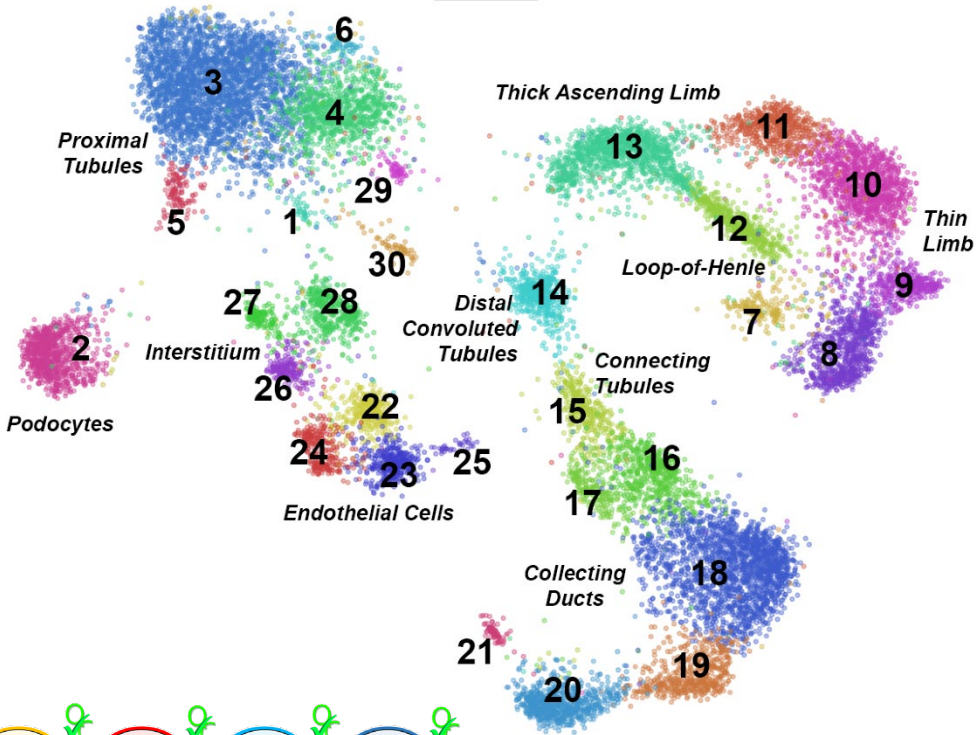 6
3
4
Thick Ascending Limb
11
13
Proximal
Tubules
29
10
5
1
12
Thin
Limb
30
Loop-of-Henle
9
27
28
14
Distal
Convoluted
Tubules
7
2
Interstitium
8
26
Connecting
Tubules
Podocytes
22
15
24
23
25
16
17
Endothelial Cells
18
Collecting
Ducts
21
19
20